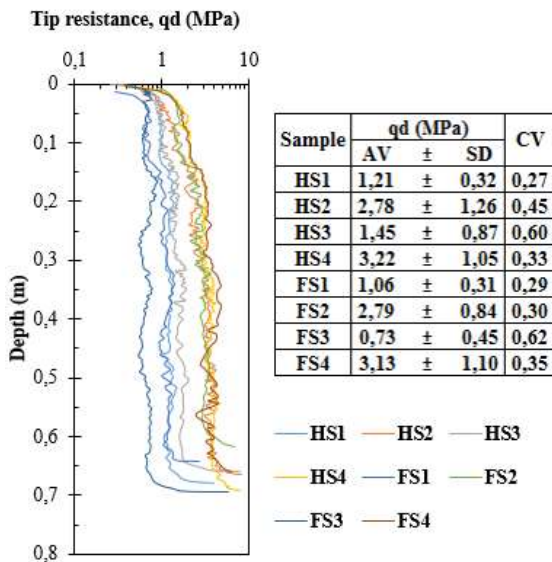 Tip resistance, qd (MPa)
0,1 1 10
0
0,1
0,2
0,3
0,4
0,5
0,6
0,7
0,8
Depth (m)
Sample qd (MPa) CV
AV ± SD
HS1 1,21 ± 0,32 0,27
HS2 2,78 ± 1,26 0,45
HS3 1,45 ± 0,87 0,60
HS4 3,22 ± 1,05 0,33
FS1 1,06 ± 0,31 0,29
FS2 2,79 ± 0,84 0,30
FS3 0,73 ± 0,45 0,62
FS4 3,13 ± 1,10 0,35
HS1 HS2 HS3
HS4 FS1 FS2
FS3 FS4